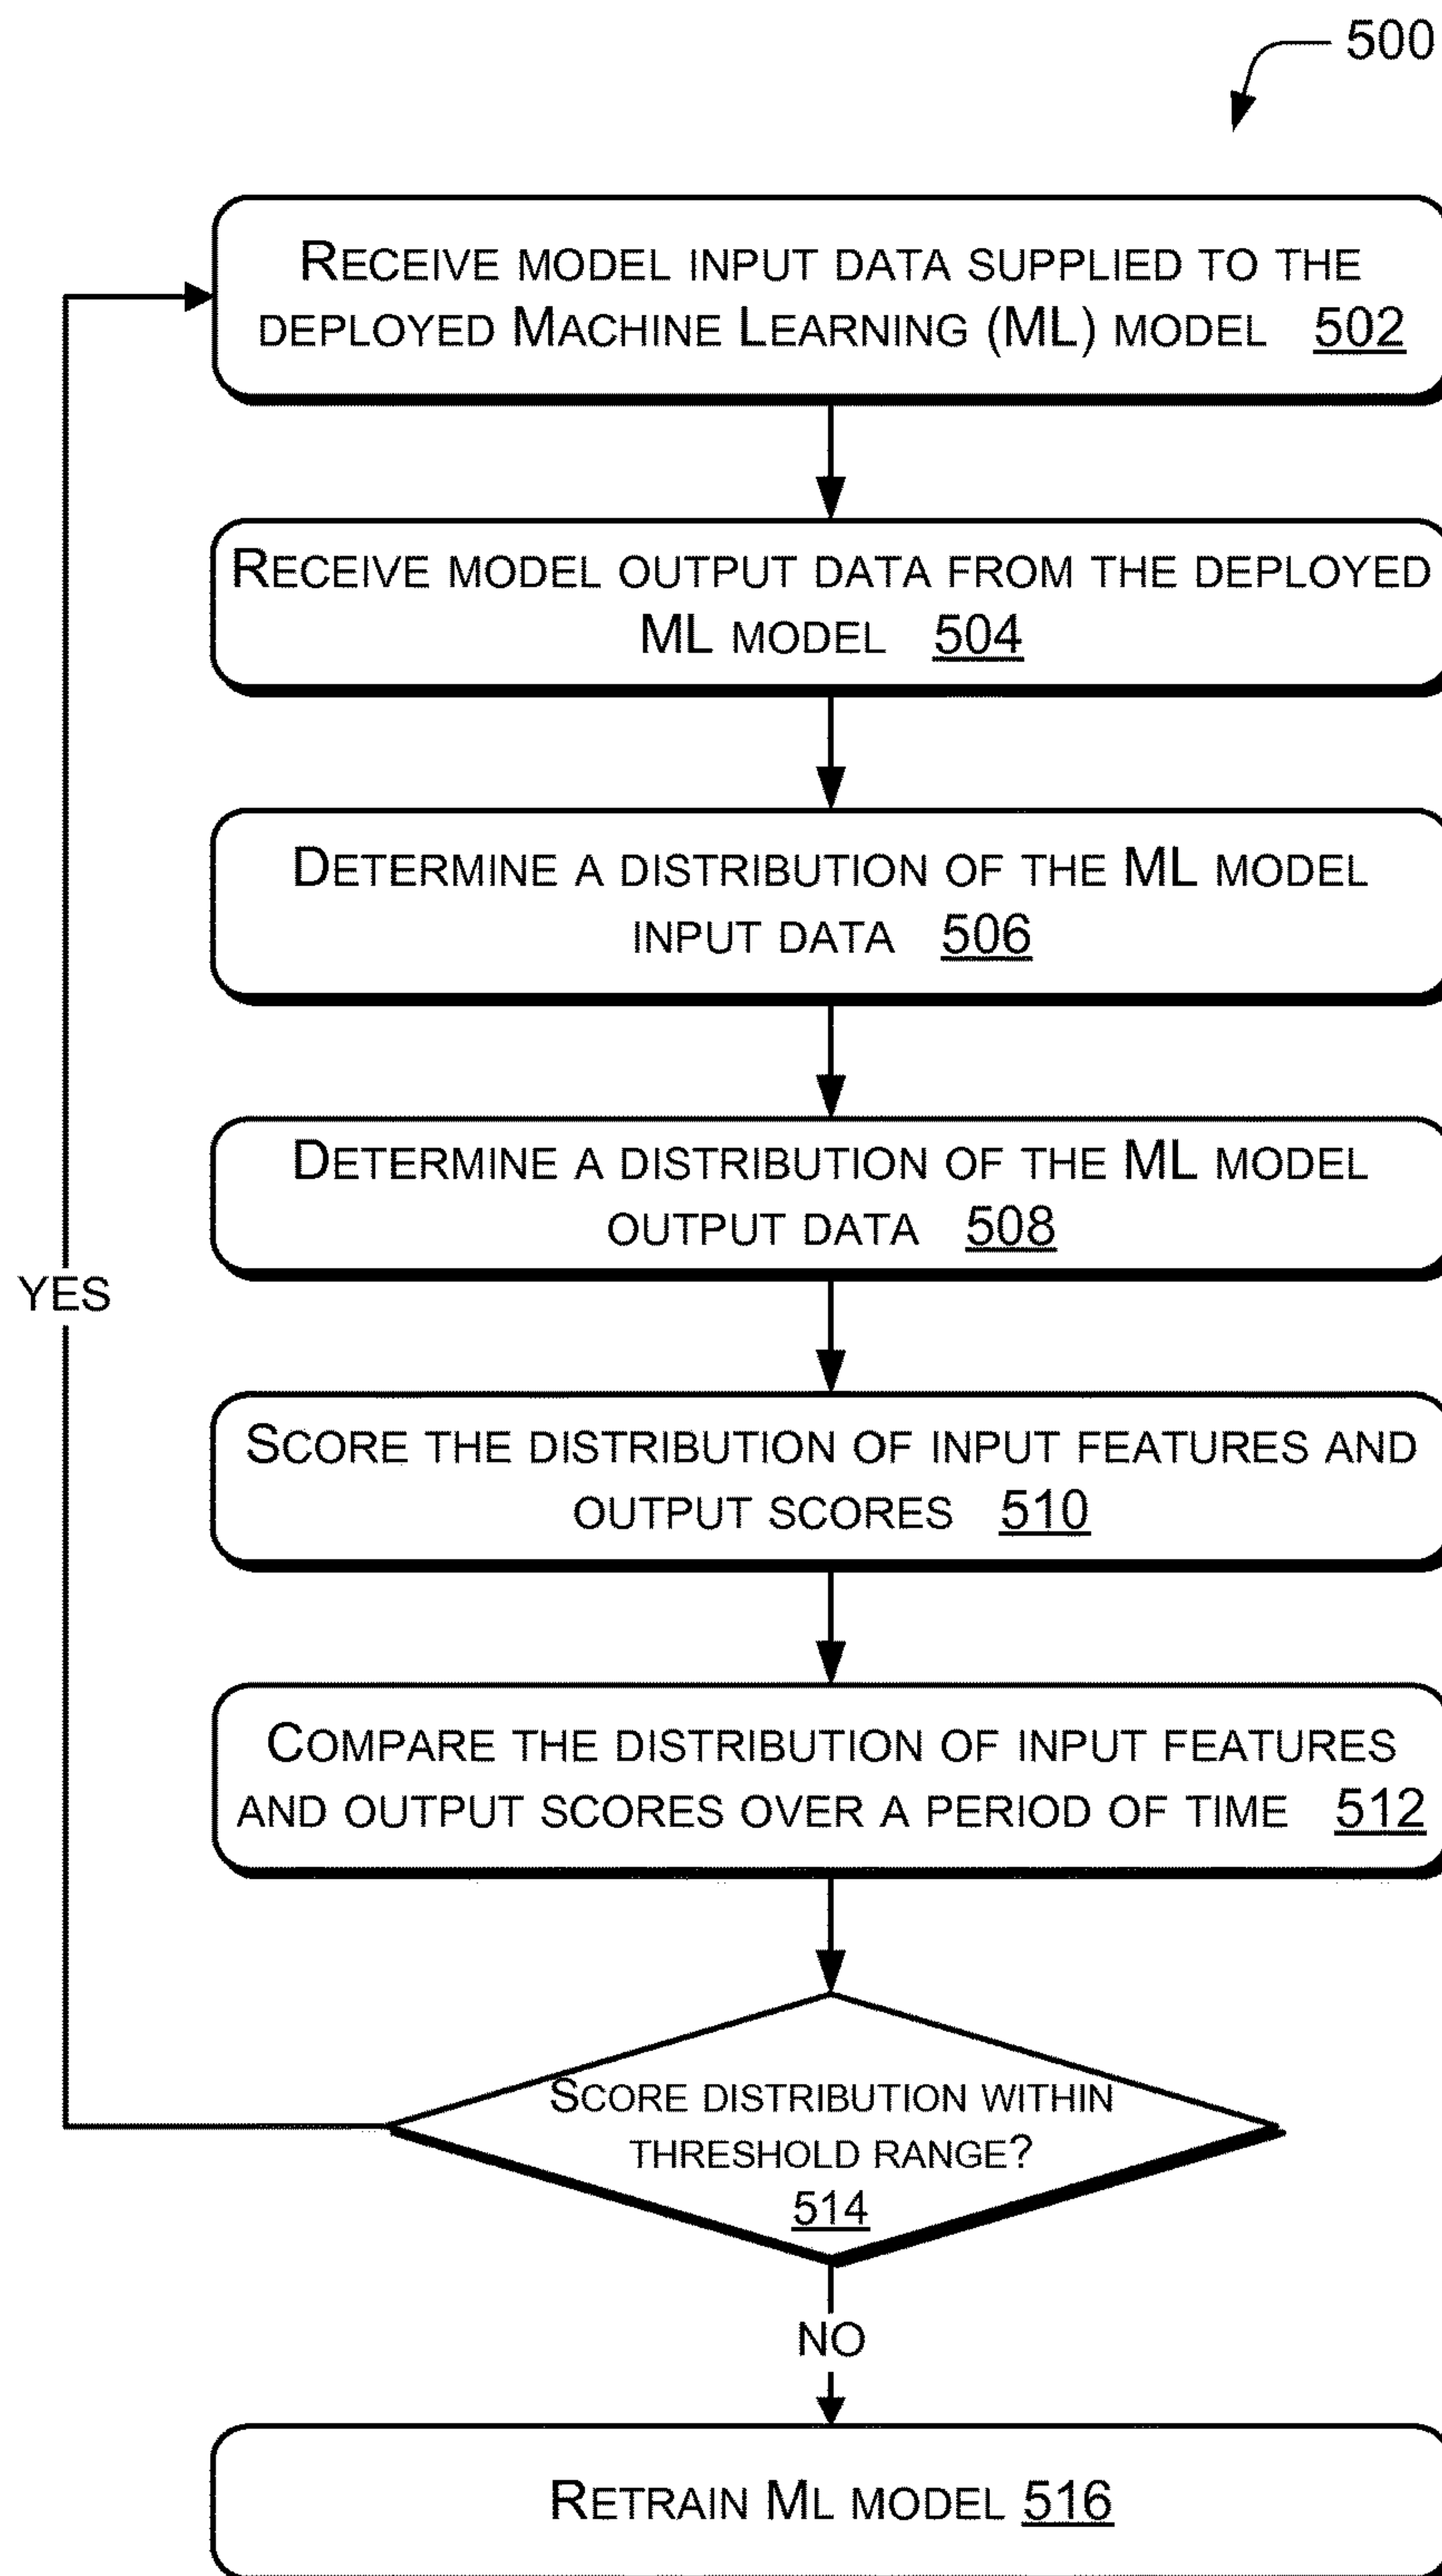 500
RECEIVE MODEL INPUT DATA SUPPLIED TO THE
DEPLOYED MACHINE LEARNING (ML) MODEL 502
RECEIVE MODEL OUTPUT DATA FROM THE DEPLOYED
ML MODEL 504
DETERMINE A DISTRIBUTION OF THE ML MODEL
INPUT DATA 506
DETERMINE A DISTRIBUTION OF THE ML MODEL
OUTPUT DATA 508
YES
SCORE THE DISTRIBUTION OF INPUT FEATURES AND
OUTPUT SCORES 510
COMPARE THE DISTRIBUTION OF INPUT FEATURES
AND OUTPUT SCORES OVER A PERIOD OF TIME 512
SCORE DISTRIBUTION WITHIN
THRESHOLD RANGE?
514
NO
RETRAIN ML MODEL 516